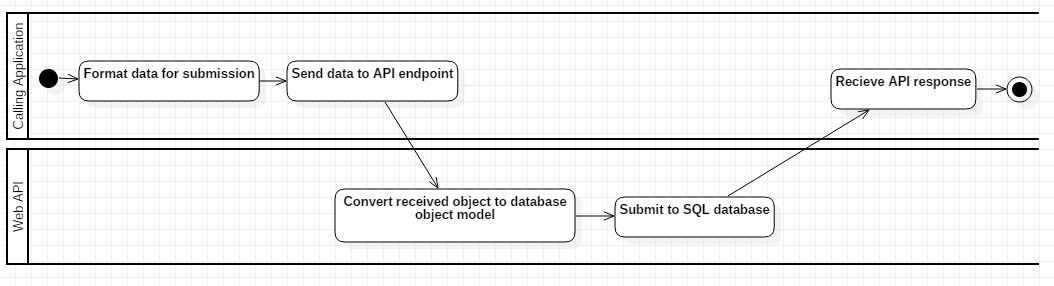 Calling Application
Format data for submission
Send data to API endpoint
Recieve API response
Web API
Convert received object to database
object model
Submit to SQL database